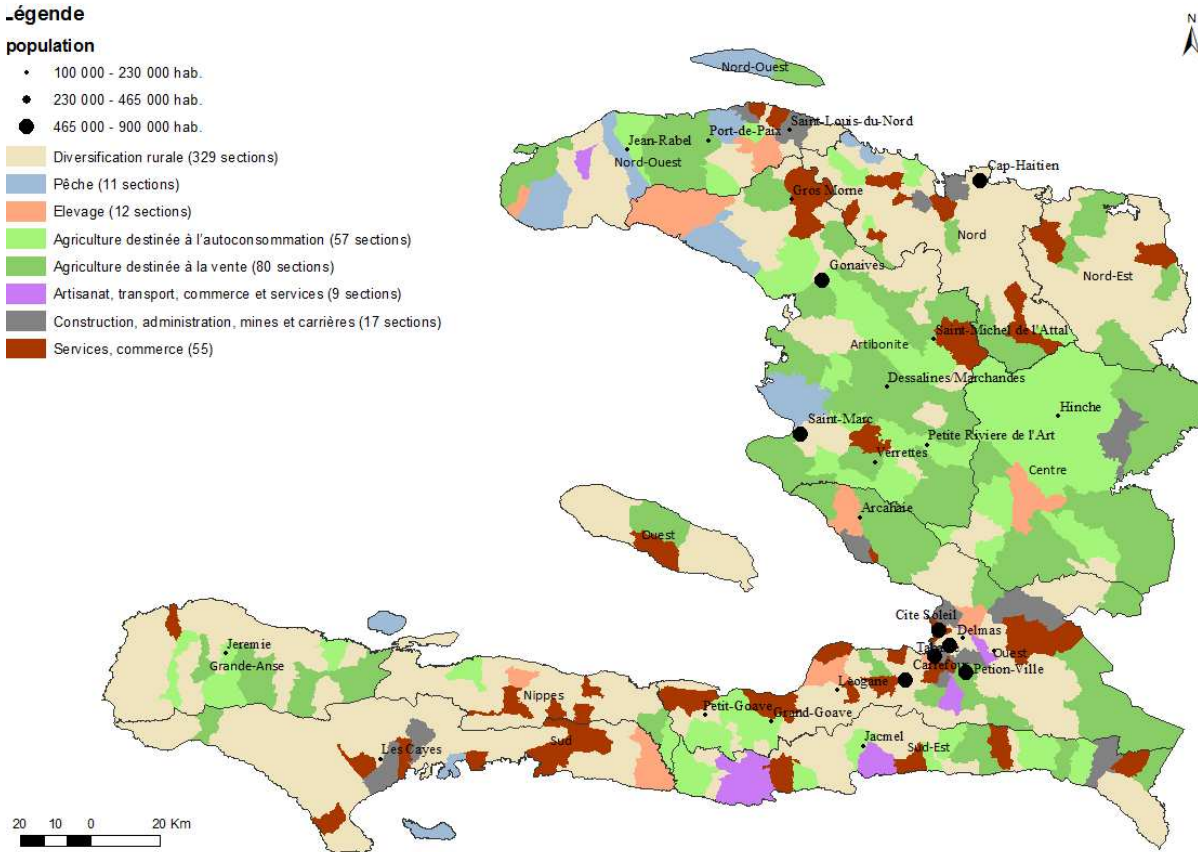 Légende
population
100 000 - 230 000 hab.
230 000 - 465 000 hab.
465 000 - 900 000 hab.
Diversification rurale (329 sections)
Pêche (11 sections)
Elevage (12 sections)
Agriculture destinée à l'autoconsommation (57 sections)
Agriculture destinée à la vente (80 sections)
Artisanat, transport, commerce et services (9 sections)
Construction, administration, mines et carrières (17 sections)
Services, commerce (55)
N
Nord-Ouest
Saint-Louis-du-Nord
Port-de-Paix
Jean-Rabel
Nord-Ouest
Cap-Haitien
Gros Morne
Nord
Nord-Est
Gonaives
Saint-Michel de l'Attal
Artibonite
Dessalines/Marchandes
Hinche
Saint-Marc
Petite Riviere de l'Art
Verrettes
Centre
Arcahaie
Ouest
Cite Soleil
Delmas
Ouest
Carrefour
Petion-Ville
Jeremie
Grande-Anse
Leogane
Nippes
Petit-Goave
Grand-Goave
Sud
Jacmel
Sud-Est
Les Cayes
20 10 0 20 Km